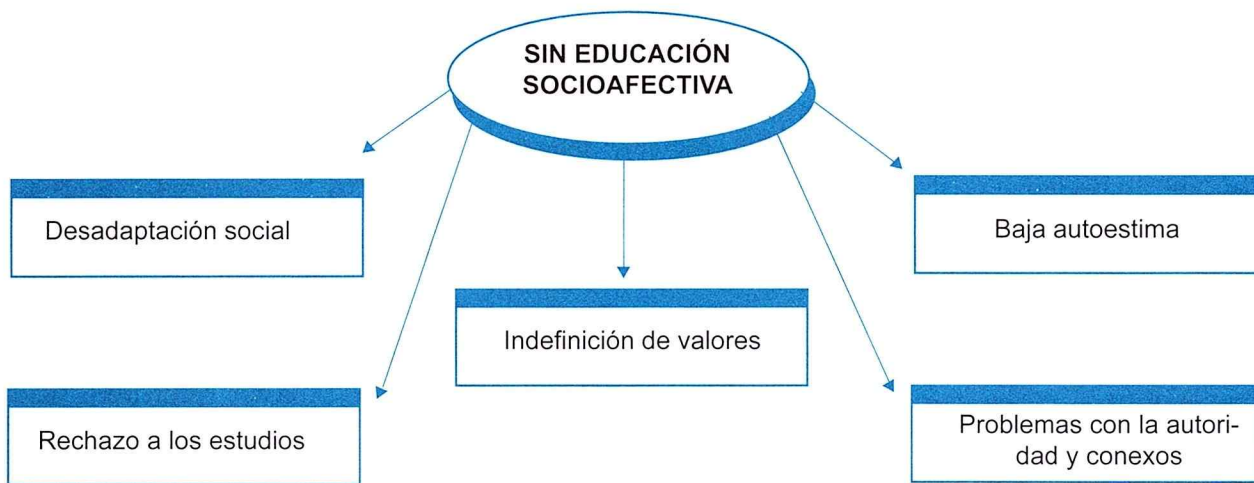 SIN EDUCACIÓN
SOCIOAFECTIVA
Desadaptación social
Baja autoestima
Indefinición de valores
Rechazo a los estudios
Problemas con la autori-
dad y conexos